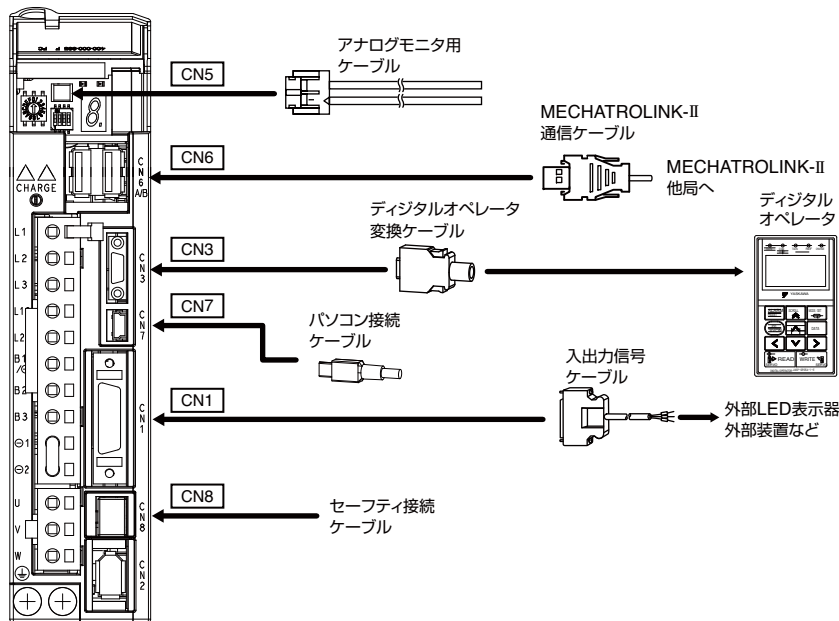 CN5
アナログモニタ用
ケーブル
MECHATROLINK-Ⅱ
通信ケーブル
CN6
MECHATROLINK-Ⅱ
他局へ
ディジタルオペレータ
変換ケーブル
ディジタル
オペレータ
CN3
CN7
パソコン接続
ケーブル
入出力信号
ケーブル
CN1
外部LED表示器
外部装置など
CN8
セーフティ接続
ケーブル
CHARGE
CN6
A/B
CN3
CN7
CN1
CN8
CN2
L1
L2
L3
L1
L2
B1
B2
B3
⊖1
⊖2
U
V
W
YASKAWA
DATA
READ
WRITE